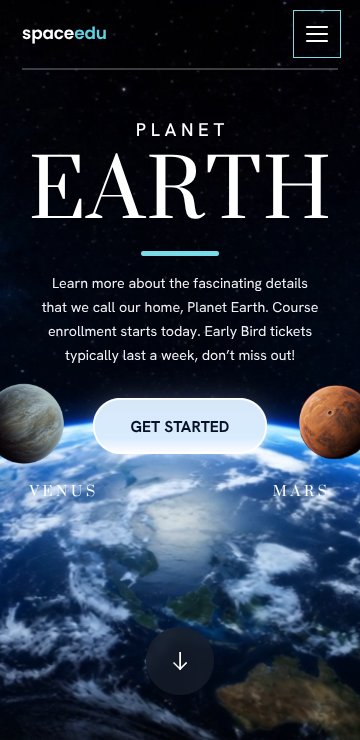 spaceedu
PLANET
EARTH
Learn more about the fascinating details
that we call our home, Planet Earth. Course
enrollment starts today. Early Bird tickets
typically last a week, don’t miss out!
GET STARTED
VENUS
MARS